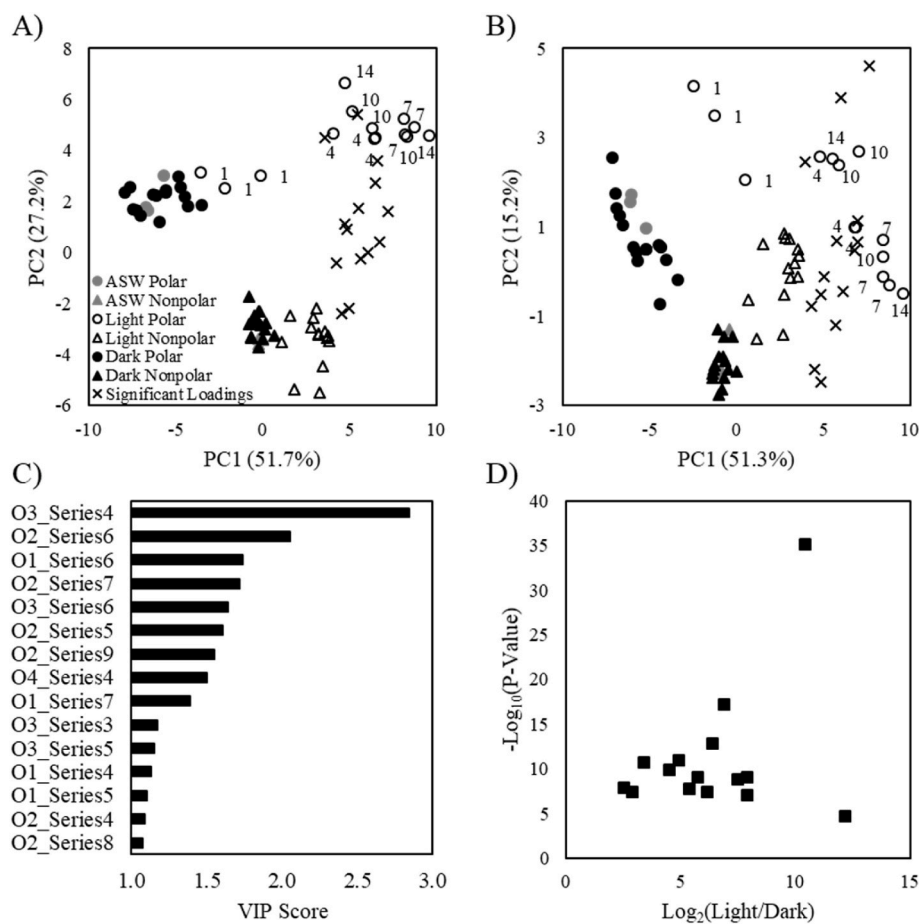 A)
B)
8
6
4
2
0
-2
-4
-6
PC2 (27.2%)
14
10
10
7
7
4
4
7
10
14
1
1
1
ASW Polar
ASW Nonpolar
Light Polar
Light Nonpolar
Dark Polar
Dark Nonpolar
Significant Loadings
-10
-5
0
5
10
PC1 (51.7%)
5
3
1
-1
-3
PC2 (15.2%)
1
1
1
14
4
10
10
4
7
4
10
7
7
14
-10
-5
0
5
10
PC1 (51.3%)
C)
D)
O3_Series4
O2_Series6
O1_Series6
O2_Series7
O3_Series6
O2_Series5
O2_Series9
O4_Series4
O1_Series7
O3_Series3
O3_Series5
O1_Series4
O1_Series5
O2_Series4
O2_Series8
1.0
1.5
2.0
2.5
3.0
VIP Score
40
35
30
25
20
15
10
5
0
-Log10(P-Value)
0
5
10
15
Log2(Light/Dark)